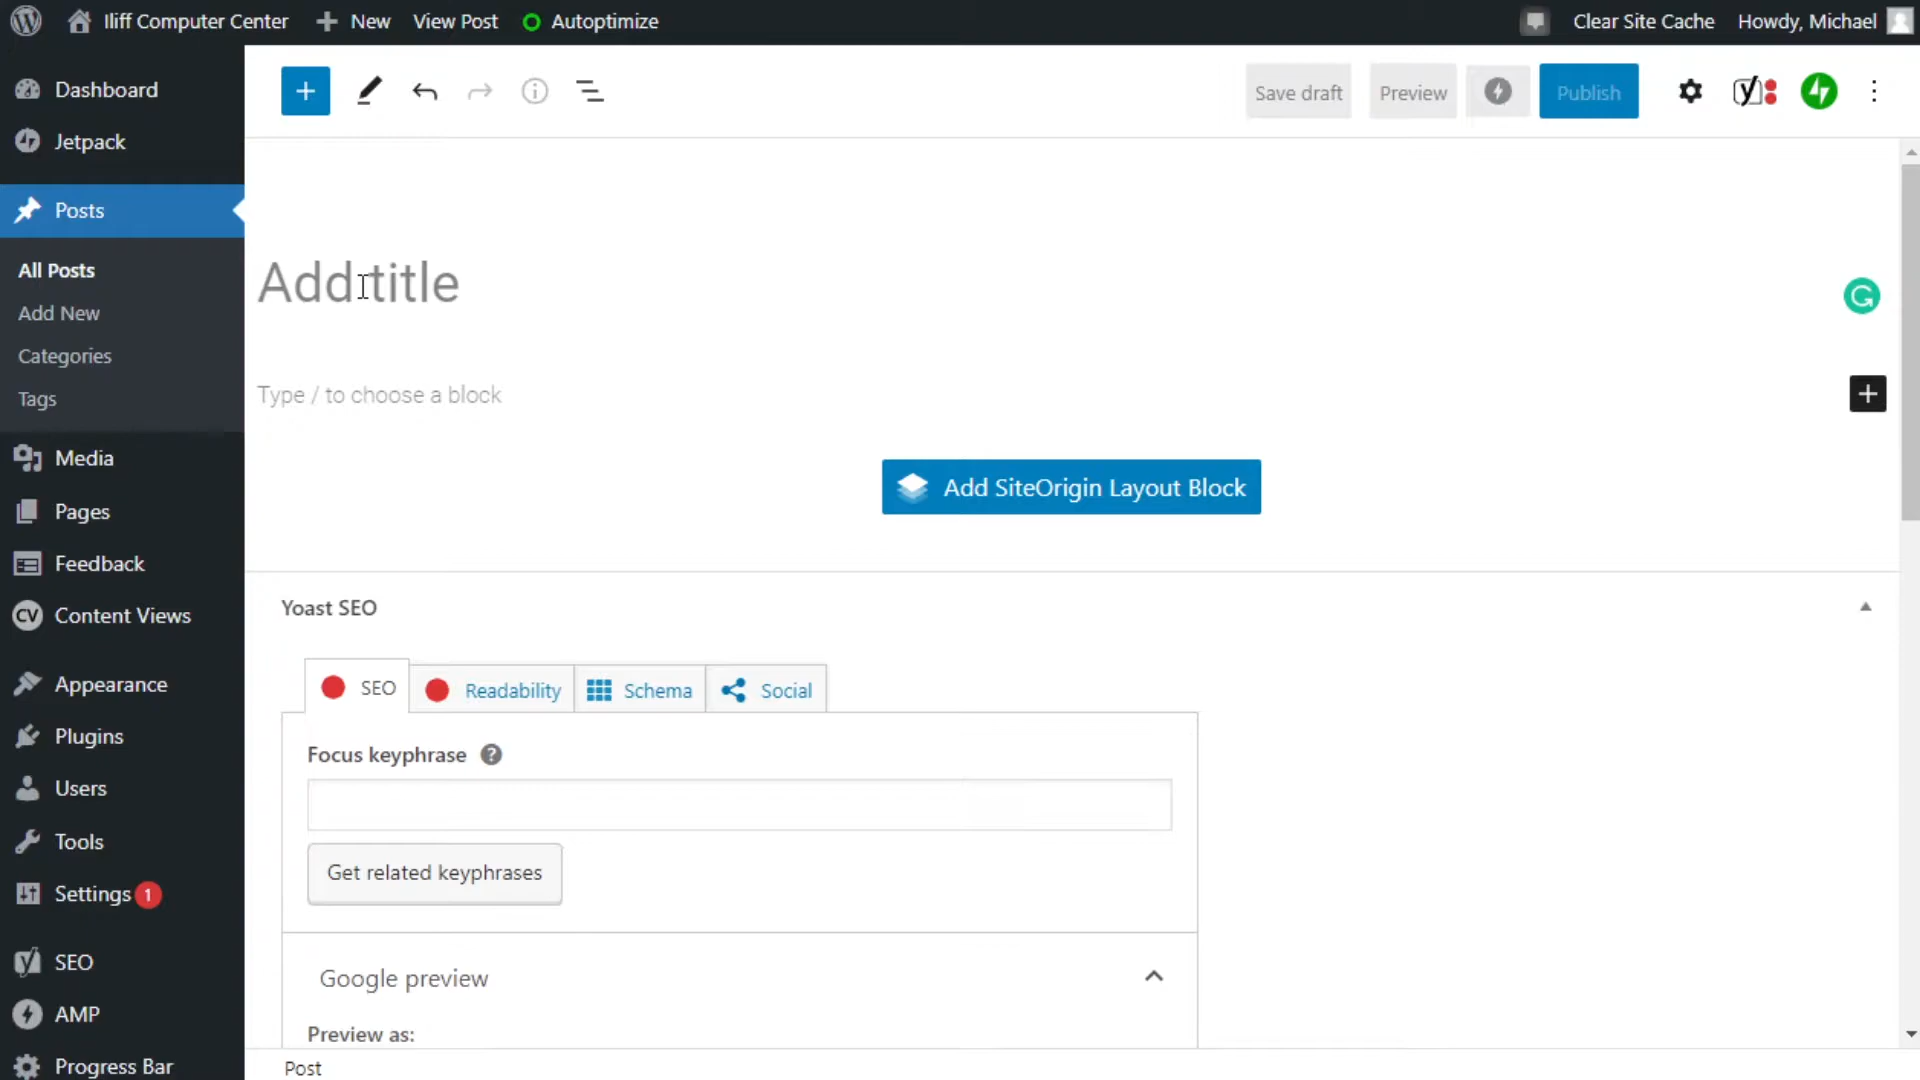 Iliff Computer Center
New
View Post
Autoptimize
Clear Site Cache
Howdy, Michael
Dashboard
Jetpack
Posts
All Posts
Add New
Categories
Tags
Media
Pages
Feedback
CV Content Views
Appearance
Plugins
Users
Tools
Settings 1
SEO
AMP
Progress Bar
Save draft
Preview
Publish
Add title
Type / to choose a block
Add SiteOrigin Layout Block
Yoast SEO
SEO
Readability
Schema
Social
Focus keyphrase ?
Get related keyphrases
Google preview
Preview as:
Post